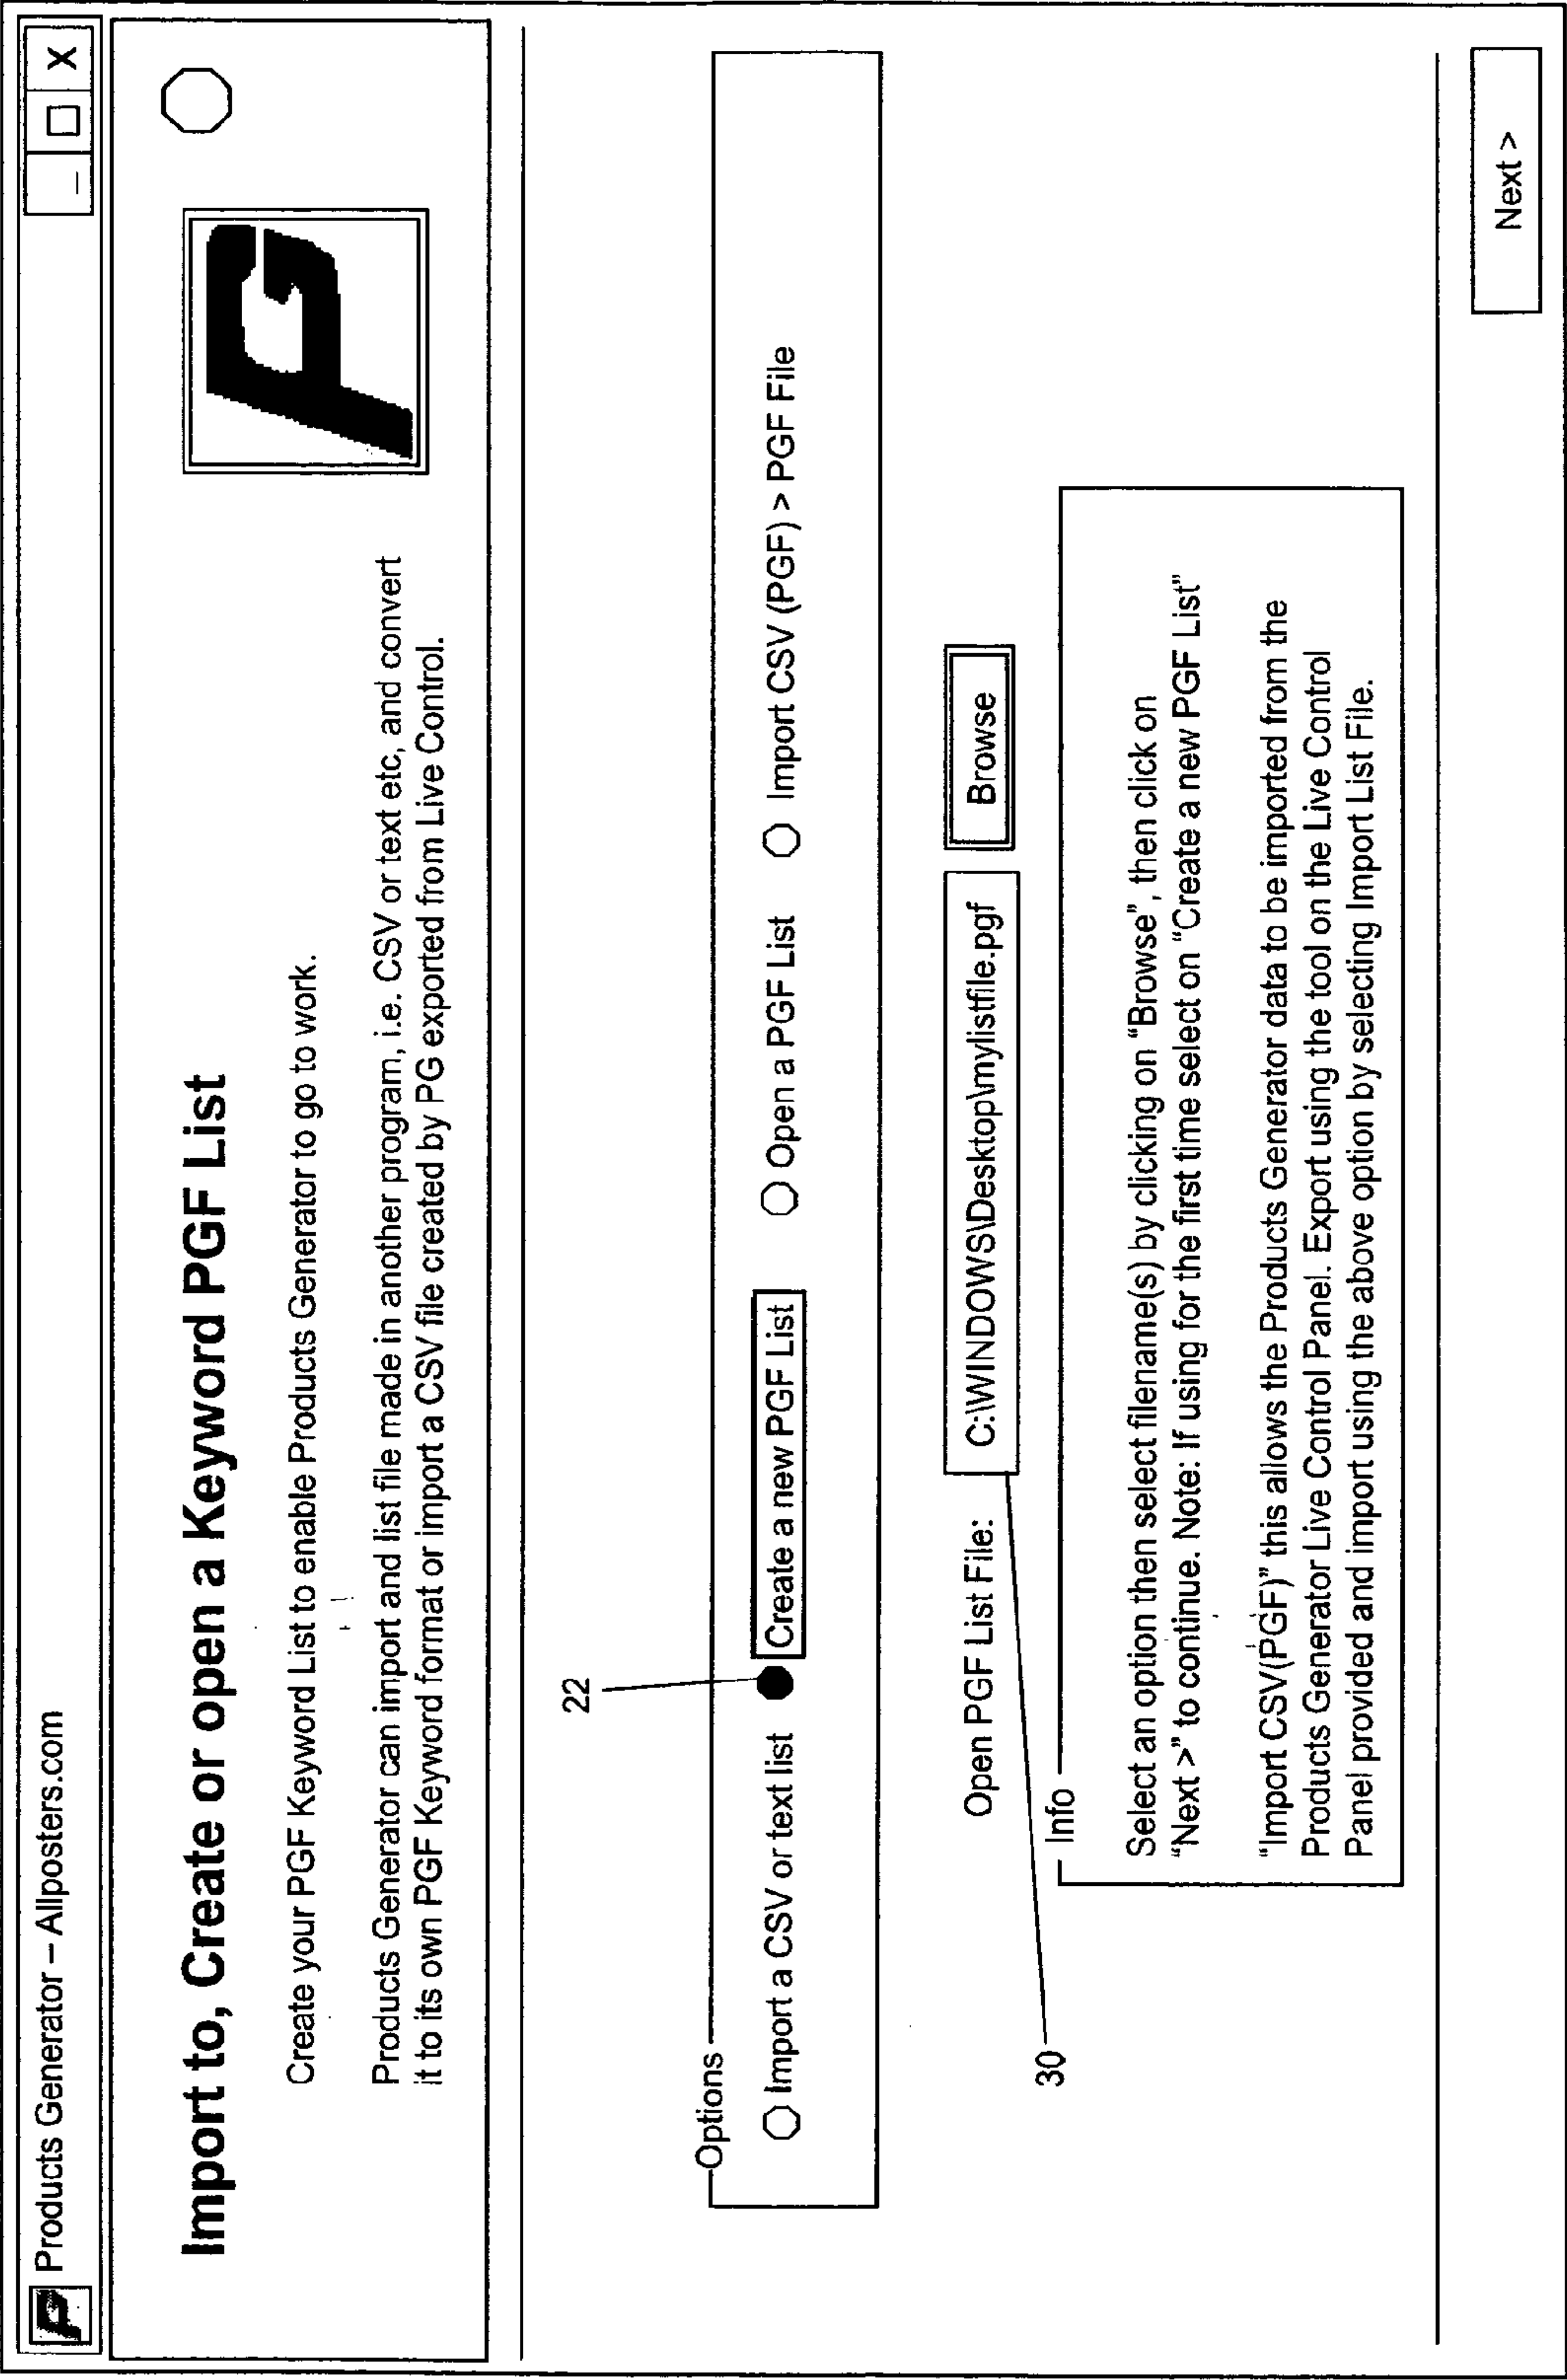 Products Generator – Allposters.com
_ □ X
Import to, Create or open a Keyword PGF List
PG
Create your PGF Keyword List to enable Products Generator to go to work.
Products Generator can import and list file made in another program, i.e. CSV or text etc, and convert
it to its own PGF Keyword format or import a CSV file created by PG exported from Live Control.
22
Options
Import a CSV or text list
Create a new PGF List
Open a PGF List
Import CSV (PGF) > PGF File
Open PGF List File:
C:\WINDOWS\Desktop\mylistfile.pgf
Browse
30
Info
Select an option then select filename(s) by clicking on “Browse”, then click on
“Next >” to continue. Note: If using for the first time select on “Create a new PGF List”
“Import CSV(PGF)” this allows the Products Generator data to be imported from the
Products Generator Live Control Panel. Export using the tool on the Live Control
Panel provided and import using the above option by selecting Import List File.
Next >